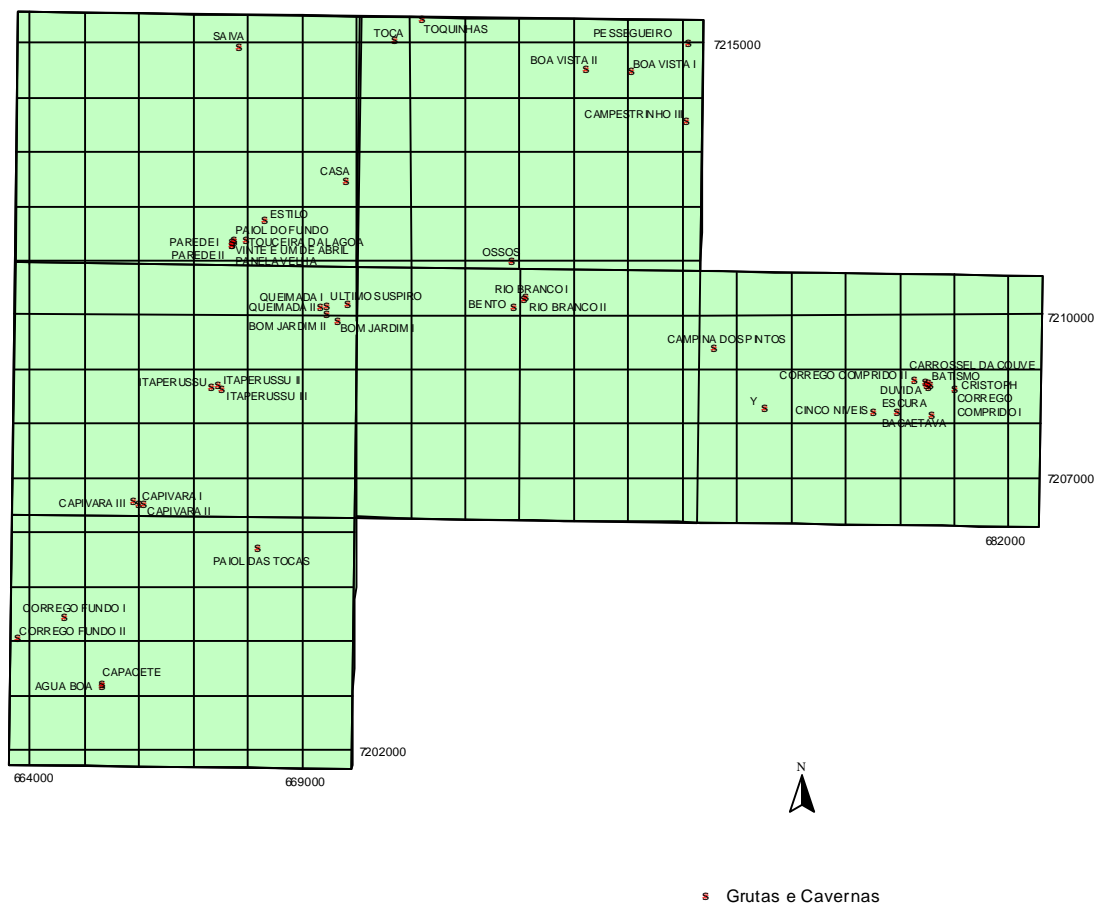 TOCA
TOQUINHAS
PESSEGUEIRO
SAIVA
7215000
BOA VISTA II
BOA VISTA I
CAMPESTRINHO III
CASA
ESTILO
PAIOL DO FUNDO
PAREDE I
TOUCEIRA DA LAGOA
VINTE E UM DE ABRIL
PAREDE II
PANELA VELHA
OSSOS
RIO BRANCO I
QUEIMADA I
ULTIMO SUSPIRO
QUEIMADA II
BENTO
RIO BRANCO II
7210000
BOM JARDIM II
BOM JARDIM I
CAMPINA DOS PINTOS
CARROSSEL DA COUVE
CORREGO COMPRIDO II
BATISMO
ITAPERUSSU
ITAPERUSSU II
DUVIDA
CRISTOPH
ITAPERUSSU III
Y
ESCURA
CORREGO
COMPRIDO I
CINCO NIVEIS
BACAETAVA
7207000
CAPIVARA I
CAPIVARA III
CAPIVARA II
682000
PAIOL DAS TOCAS
CORREGO FUNDO I
CORREGO FUNDO II
CAPACETE
AGUA BOA
7202000
664000
669000
N
s Grutas e Cavernas